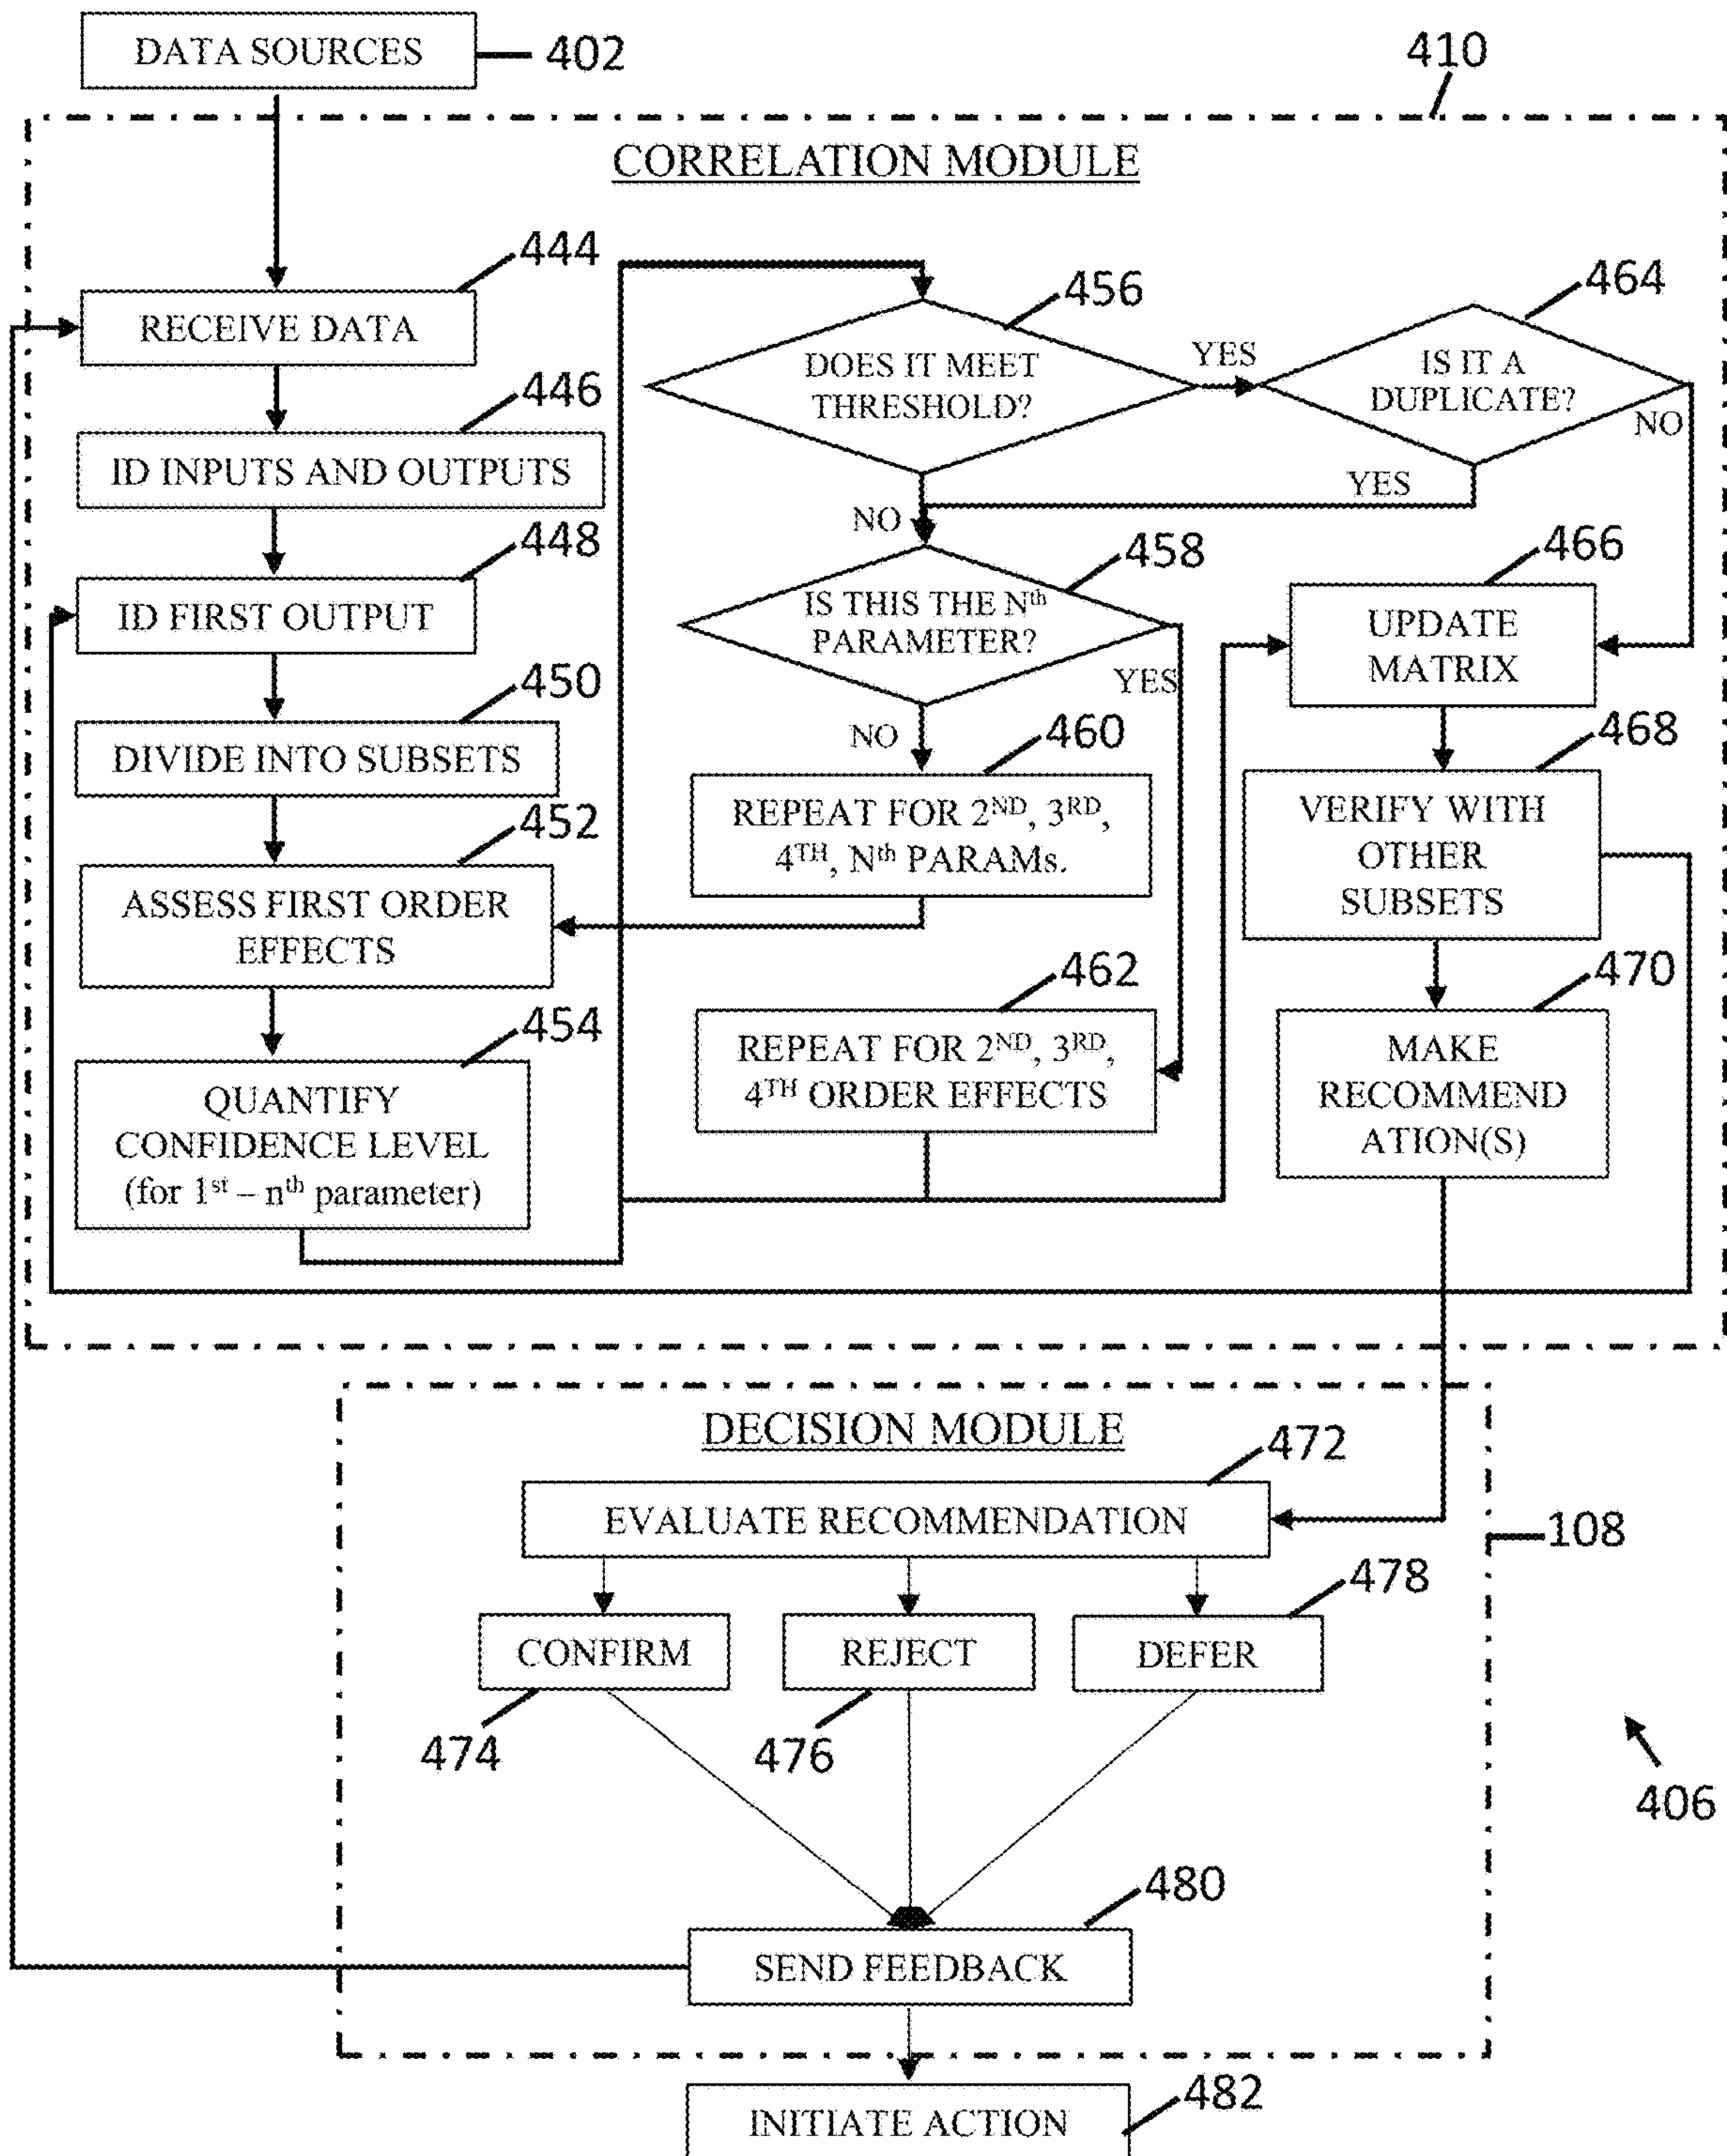 DATA SOURCES
402
410
CORRELATION MODULE
444
RECEIVE DATA
446
ID INPUTS AND OUTPUTS
448
ID FIRST OUTPUT
450
DIVIDE INTO SUBSETS
452
ASSESS FIRST ORDER
EFFECTS
454
QUANTIFY
CONFIDENCE LEVEL
(for 1st – nth parameter)
456
DOES IT MEET
THRESHOLD?
YES
NO
464
IS IT A
DUPLICATE?
NO
YES
458
IS THIS THE Nth
PARAMETER?
YES
NO
460
REPEAT FOR 2ND, 3RD,
4TH, Nth PARAMs.
462
REPEAT FOR 2ND, 3RD,
4TH ORDER EFFECTS
466
UPDATE
MATRIX
468
VERIFY WITH
OTHER
SUBSETS
470
MAKE
RECOMMEND
ATION(S)
DECISION MODULE
472
EVALUATE RECOMMENDATION
108
478
CONFIRM
REJECT
DEFER
474
476
406
480
SEND FEEDBACK
482
INITIATE ACTION